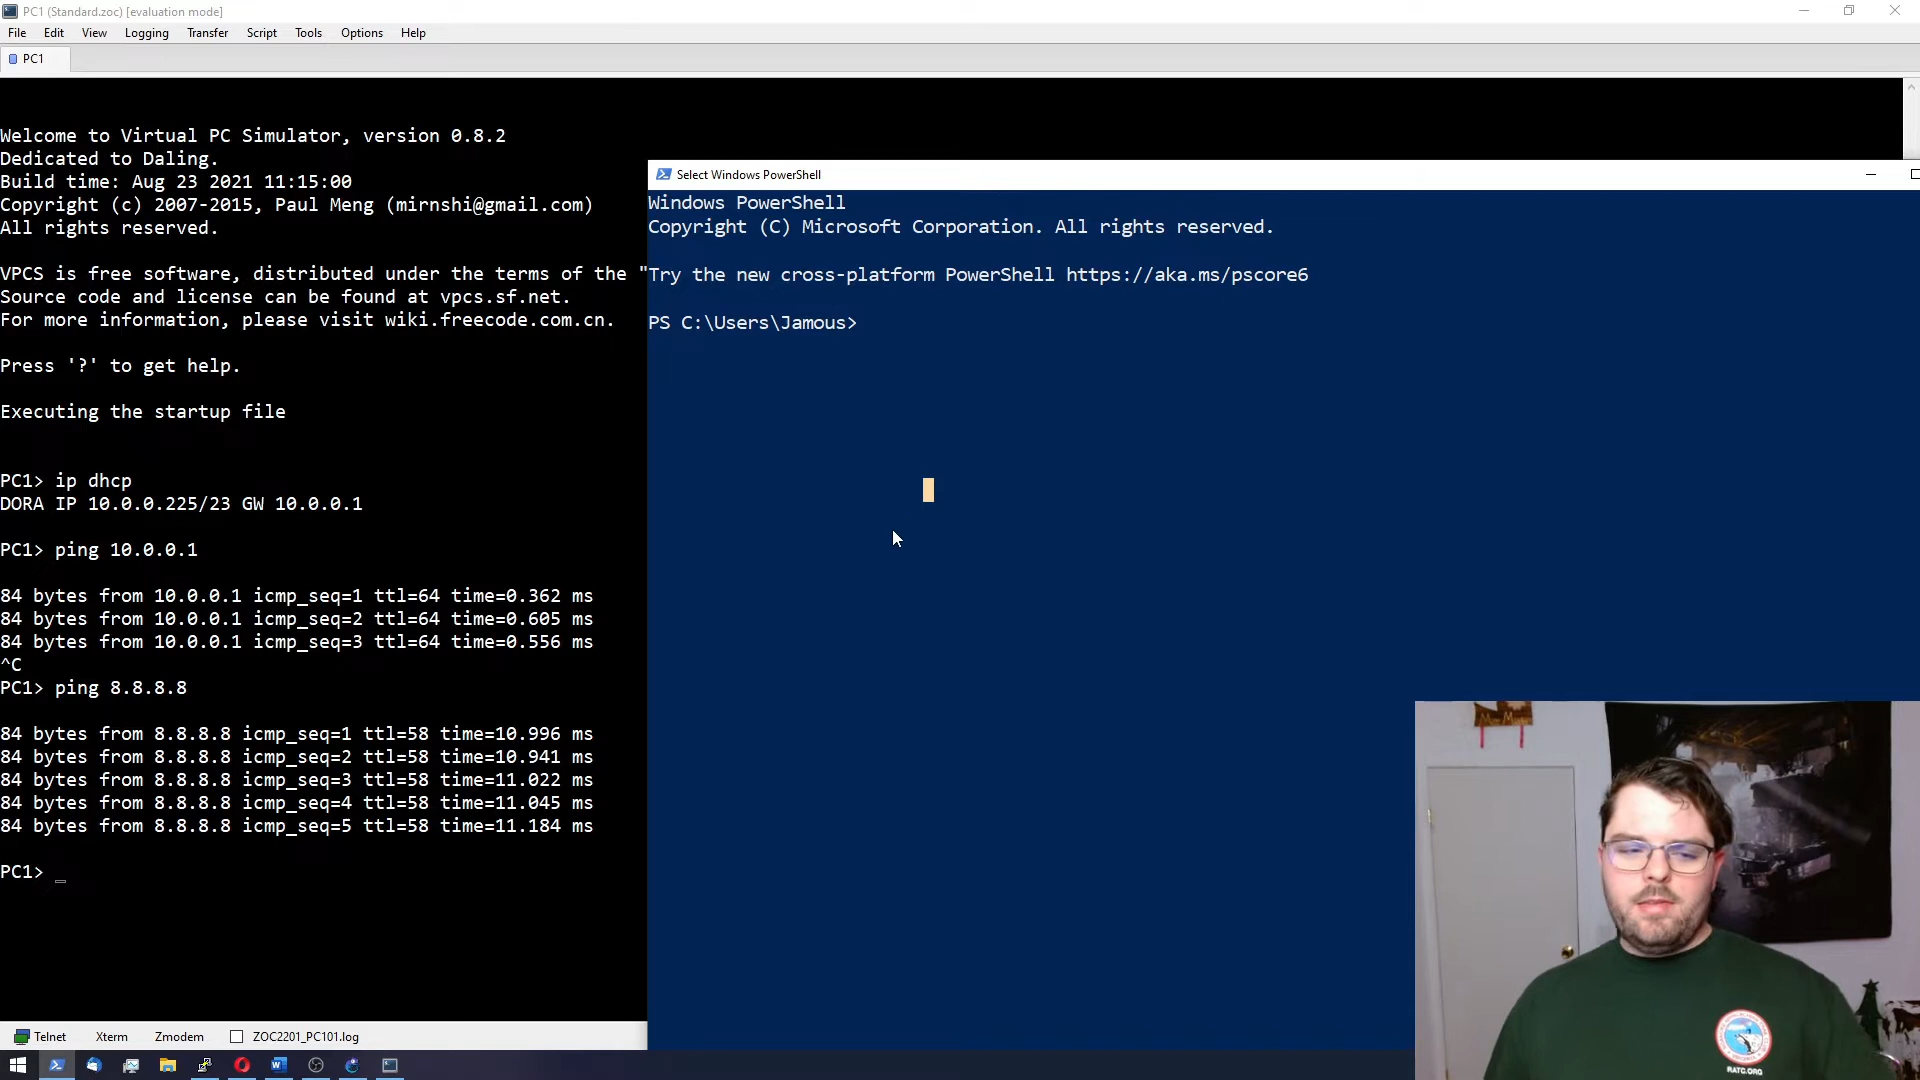 PC1 (Standard.zoc) [evaluation mode]
File Edit View Logging Transfer Script Tools Options Help
PC1
Welcome to Virtual PC Simulator, version 0.8.2
Dedicated to Daling.
Build time: Aug 23 2021 11:15:00
Copyright (c) 2007-2015, Paul Meng (mirnshi@gmail.com)
All rights reserved.
VPCS is free software, distributed under the terms of the "
Source code and license can be found at vpcs.sf.net.
For more information, please visit wiki.freecode.com.cn.
Press '?' to get help.
Executing the startup file
PC1> ip dhcp
DORA IP 10.0.0.225/23 GW 10.0.0.1
PC1> ping 10.0.0.1
84 bytes from 10.0.0.1 icmp_seq=1 ttl=64 time=0.362 ms
84 bytes from 10.0.0.1 icmp_seq=2 ttl=64 time=0.605 ms
84 bytes from 10.0.0.1 icmp_seq=3 ttl=64 time=0.556 ms
^C
PC1> ping 8.8.8.8
84 bytes from 8.8.8.8 icmp_seq=1 ttl=58 time=10.996 ms
84 bytes from 8.8.8.8 icmp_seq=2 ttl=58 time=10.941 ms
84 bytes from 8.8.8.8 icmp_seq=3 ttl=58 time=11.022 ms
84 bytes from 8.8.8.8 icmp_seq=4 ttl=58 time=11.045 ms
84 bytes from 8.8.8.8 icmp_seq=5 ttl=58 time=11.184 ms
PC1> _
Select Windows PowerShell
Windows PowerShell
Copyright (C) Microsoft Corporation. All rights reserved.
Try the new cross-platform PowerShell https://aka.ms/pscore6
PS C:\Users\Jamous>
Telnet Xterm Zmodem ZOC2201_PC101.log
RATC.ORG